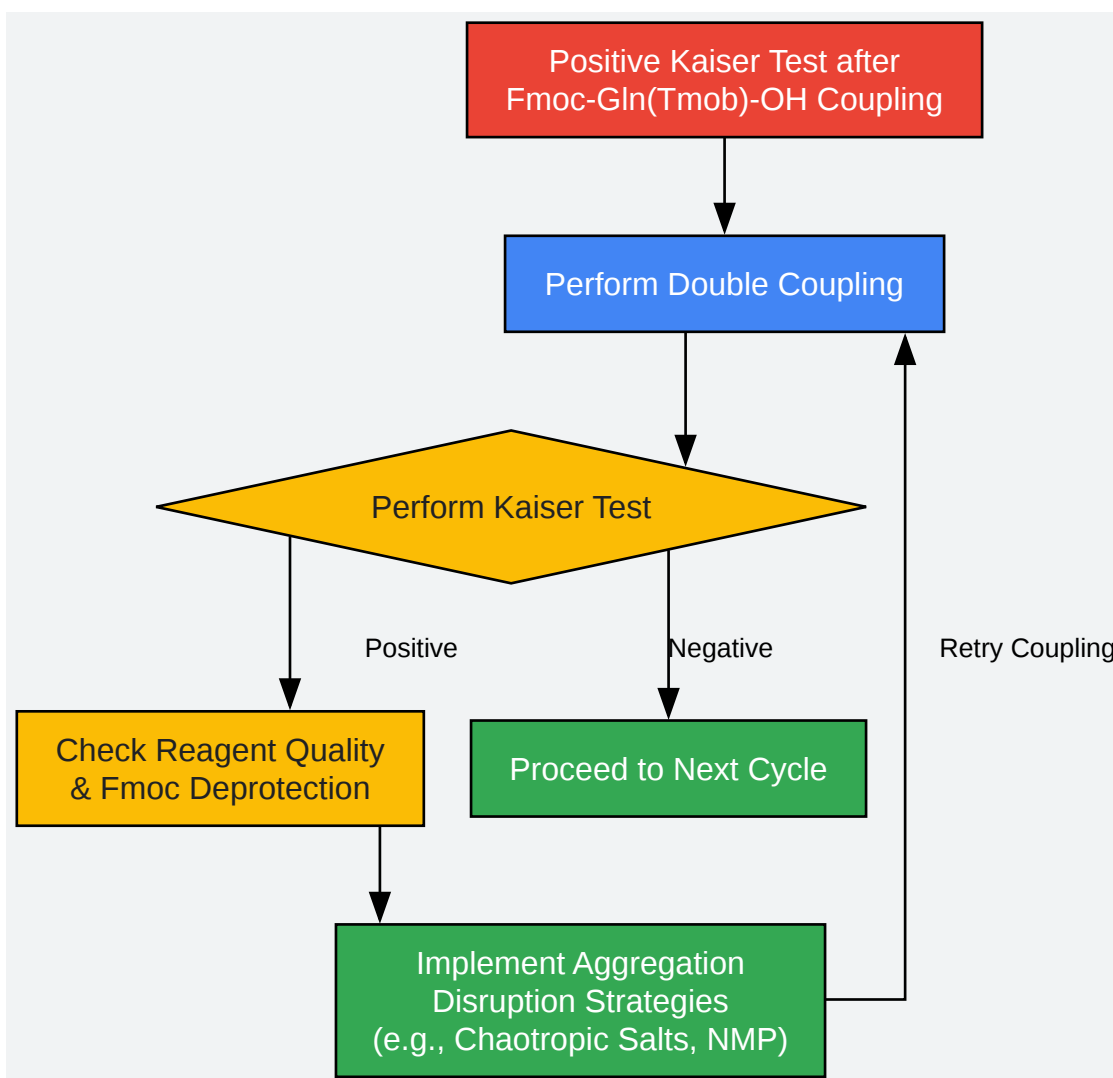 Positive Kaiser Test after
Fmoc-Gln(Tmob)-OH Coupling
Perform Double Coupling
Perform Kaiser Test
Positive
Negative
Retry Coupling
Check Reagent Quality
& Fmoc Deprotection
Proceed to Next Cycle
Implement Aggregation
Disruption Strategies
(e.g., Chaotropic Salts, NMP)